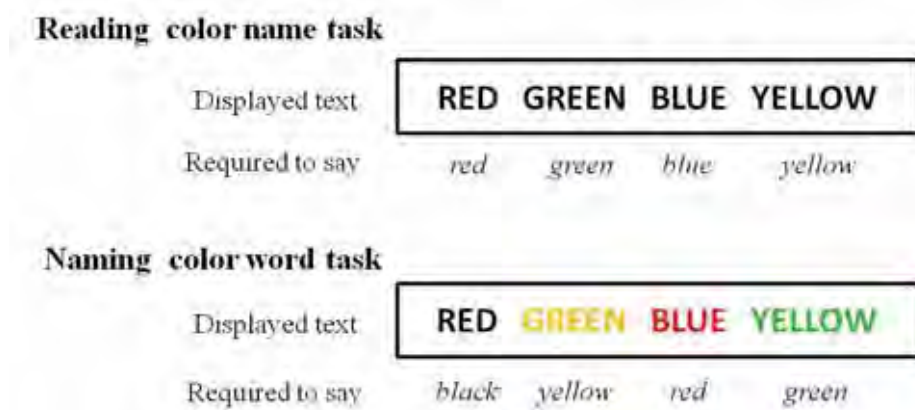 Reading color name task
Displayed text RED GREEN BLUE YELLOW
Required to say red green blue yellow
Naming color word task
Displayed text RED GREEN BLUE YELLOW
Required to say black yellow red green